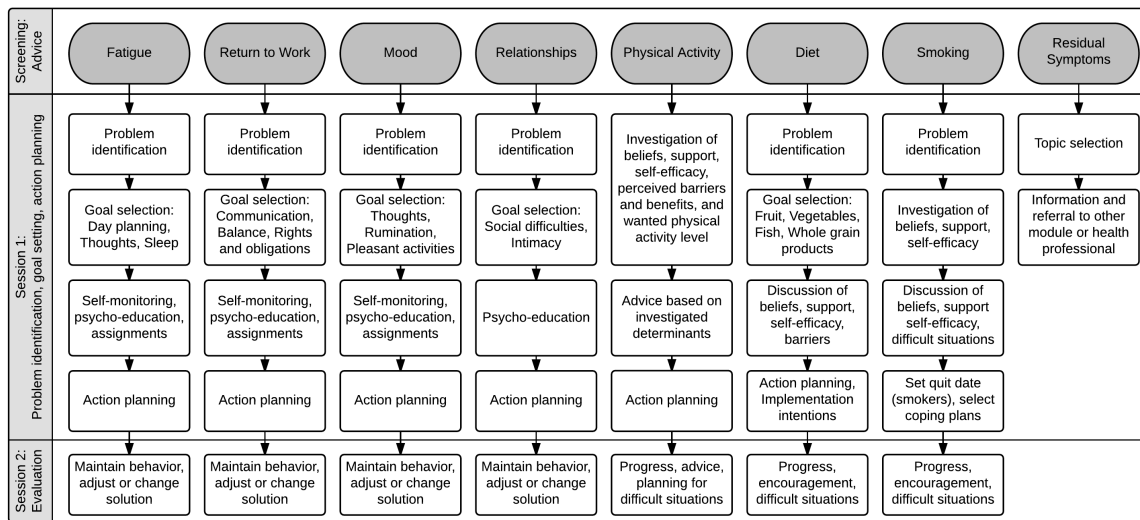 Screening:
Advice
Fatigue
Return to Work
Mood
Relationships
Physical Activity
Diet
Smoking
Residual
Symptoms
Session 1:
Problem identification, goal setting, action planning
Problem
identification
Goal selection:
Day planning,
Thoughts, Sleep
Self-monitoring,
psycho-education,
assignments
Action planning
Problem
identification
Goal selection:
Communication,
Balance, Rights
and obligations
Self-monitoring,
psycho-education,
assignments
Action planning
Problem
identification
Goal selection:
Thoughts,
Rumination,
Pleasant activities
Self-monitoring,
psycho-education,
assignments
Action planning
Problem
identification
Goal selection:
Social difficulties,
Intimacy
Psycho-education
Action planning
Investigation of
beliefs, support,
self-efficacy,
perceived barriers
and benefits, and
wanted physical
activity level
Advice based on
investigated
determinants
Action planning
Problem
identification
Goal selection:
Fruit, Vegetables,
Fish, Whole grain
products
Discussion of
beliefs, support,
self-efficacy,
barriers
Action planning,
Implementation
intentions
Problem
identification
Investigation of
beliefs, support,
self-efficacy
Discussion of
beliefs, support
self-efficacy,
difficult situations
Set quit date
(smokers), select
coping plans
Topic selection
Information and
referral to other
module or health
professional
Session 2:
Evaluation
Maintain behavior,
adjust or change
solution
Maintain behavior,
adjust or change
solution
Maintain behavior,
adjust or change
solution
Maintain behavior,
adjust or change
solution
Progress, advice,
planning for
difficult situations
Progress,
encouragement,
difficult situations
Progress,
encouragement,
difficult situations